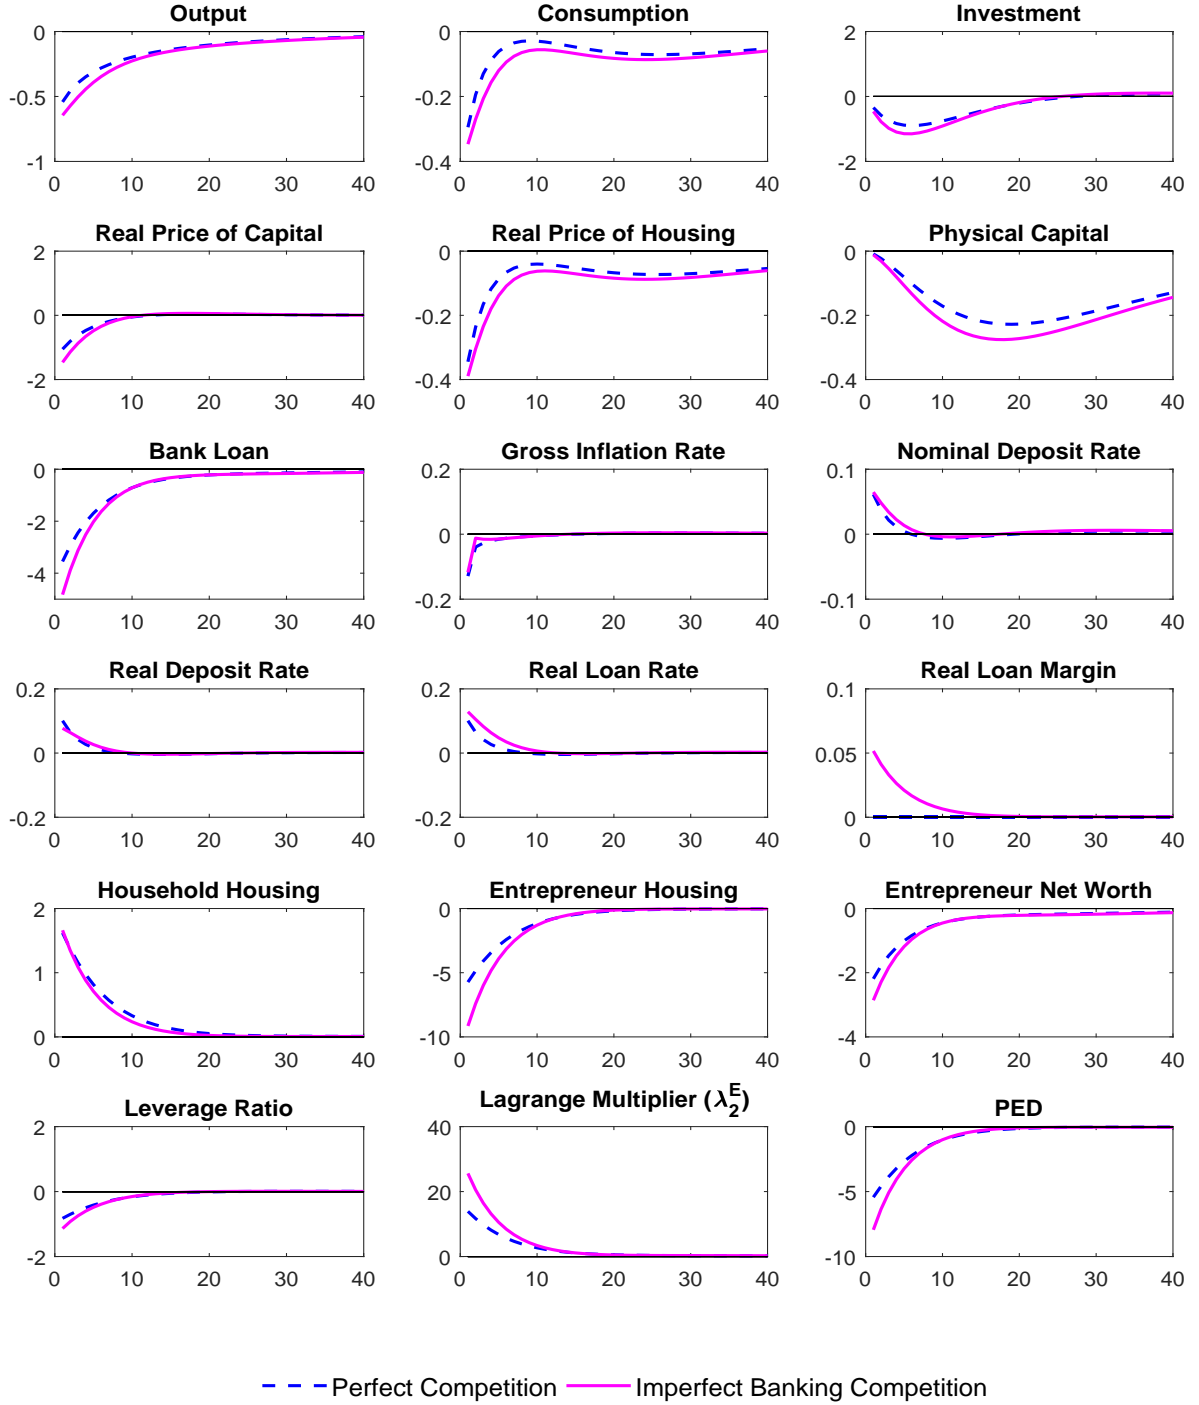 Output Consumption Investment
0 0 2
-0.5 -0.2 0
-1 -0.4 -2
0 10 20 30 40 0 10 20 30 40 0 10 20 30 40
Real Price of Capital Real Price of Housing Physical Capital
2 0 0
0 -0.2 -0.2
-2 -0.4 -0.4
0 10 20 30 40 0 10 20 30 40 0 10 20 30 40
Bank Loan Gross Inflation Rate Nominal Deposit Rate
0 0.2 0.1
-2 0 0
-4 -0.2 -0.1
0 10 20 30 40 0 10 20 30 40 0 10 20 30 40
Real Deposit Rate Real Loan Rate Real Loan Margin
0.2 0.2 0.1
0 0 0.05
-0.2 -0.2 0
0 10 20 30 40 0 10 20 30 40 0 10 20 30 40
Household Housing Entrepreneur Housing Entrepreneur Net Worth
2 0 0
1 -5 -2
0 -10 -4
0 10 20 30 40 0 10 20 30 40 0 10 20 30 40
Leverage Ratio Lagrange Multiplier (λ₂ᴱ) PED
2 40 0
0 20 -5
-2 0 -10
0 10 20 30 40 0 10 20 30 40 0 10 20 30 40
Perfect Competition Imperfect Banking Competition